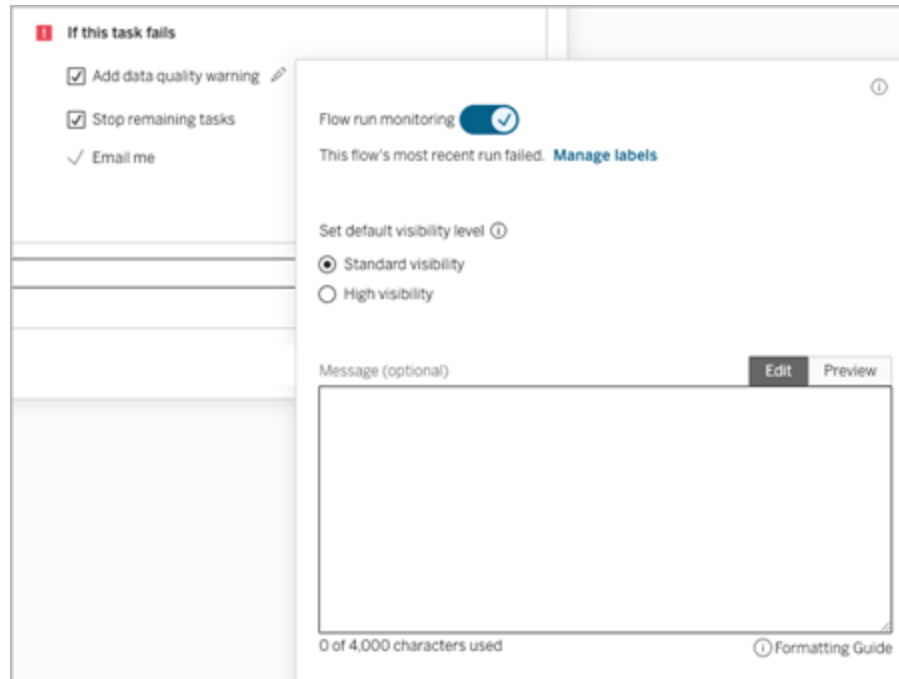 If this task fails
Add data quality warning
Stop remaining tasks
Email me
Flow run monitoring
This flow's most recent run failed. Manage labels
Set default visibility level
Standard visibility
High visibility
Message (optional)
Edit Preview
0 of 4,000 characters used
Formatting Guide